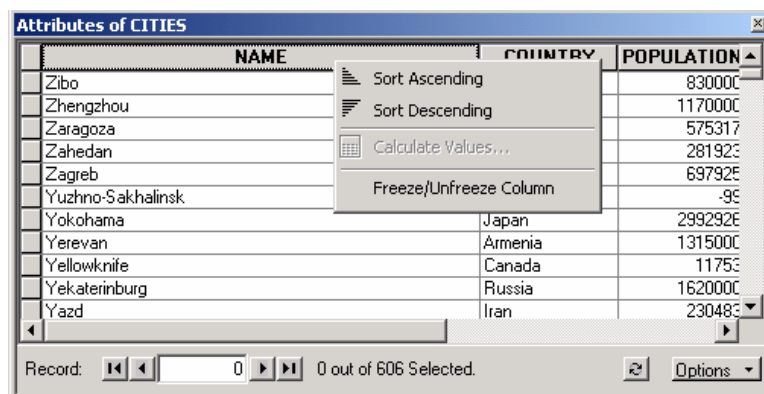 Attributes of CITIES
NAME COUNTRY POPULATION
Zibo 830000
Zhengzhou 1170000
Zaragoza 575317
Zahedan 281923
Zagreb 697925
Yuzhno-Sakhalinsk -99
Yokohama Japan 2992926
Yerevan Armenia 1315000
Yellowknife Canada 11753
Yekaterinburg Russia 1620000
Yazd Iran 230483
Sort Ascending
Sort Descending
Calculate Values...
Freeze/Unfreeze Column
Record: 0 0 out of 606 Selected. Options